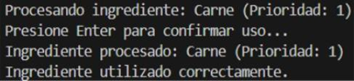 Procesando ingrediente: Carne (Prioridad: 1)
Presione Enter para confirmar uso...
Ingrediente procesado: Carne (Prioridad: 1)
Ingrediente utilizado correctamente.